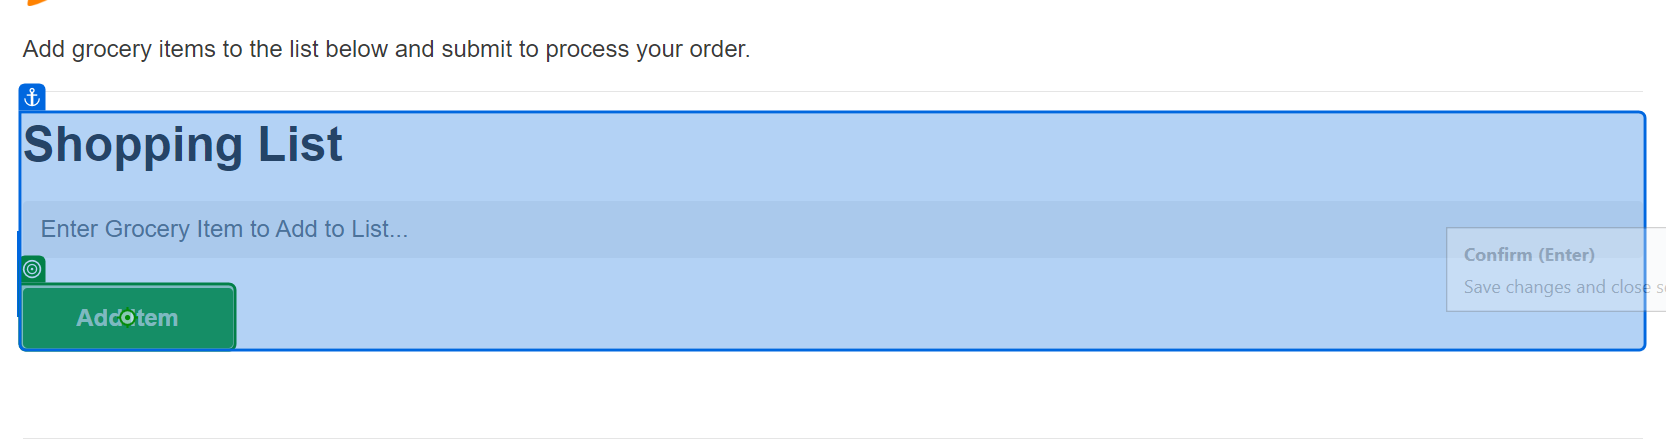 Add grocery items to the list below and submit to process your order.
Shopping List
Enter Grocery Item to Add to List...
Confirm (Enter)
Save changes and close
Add Item